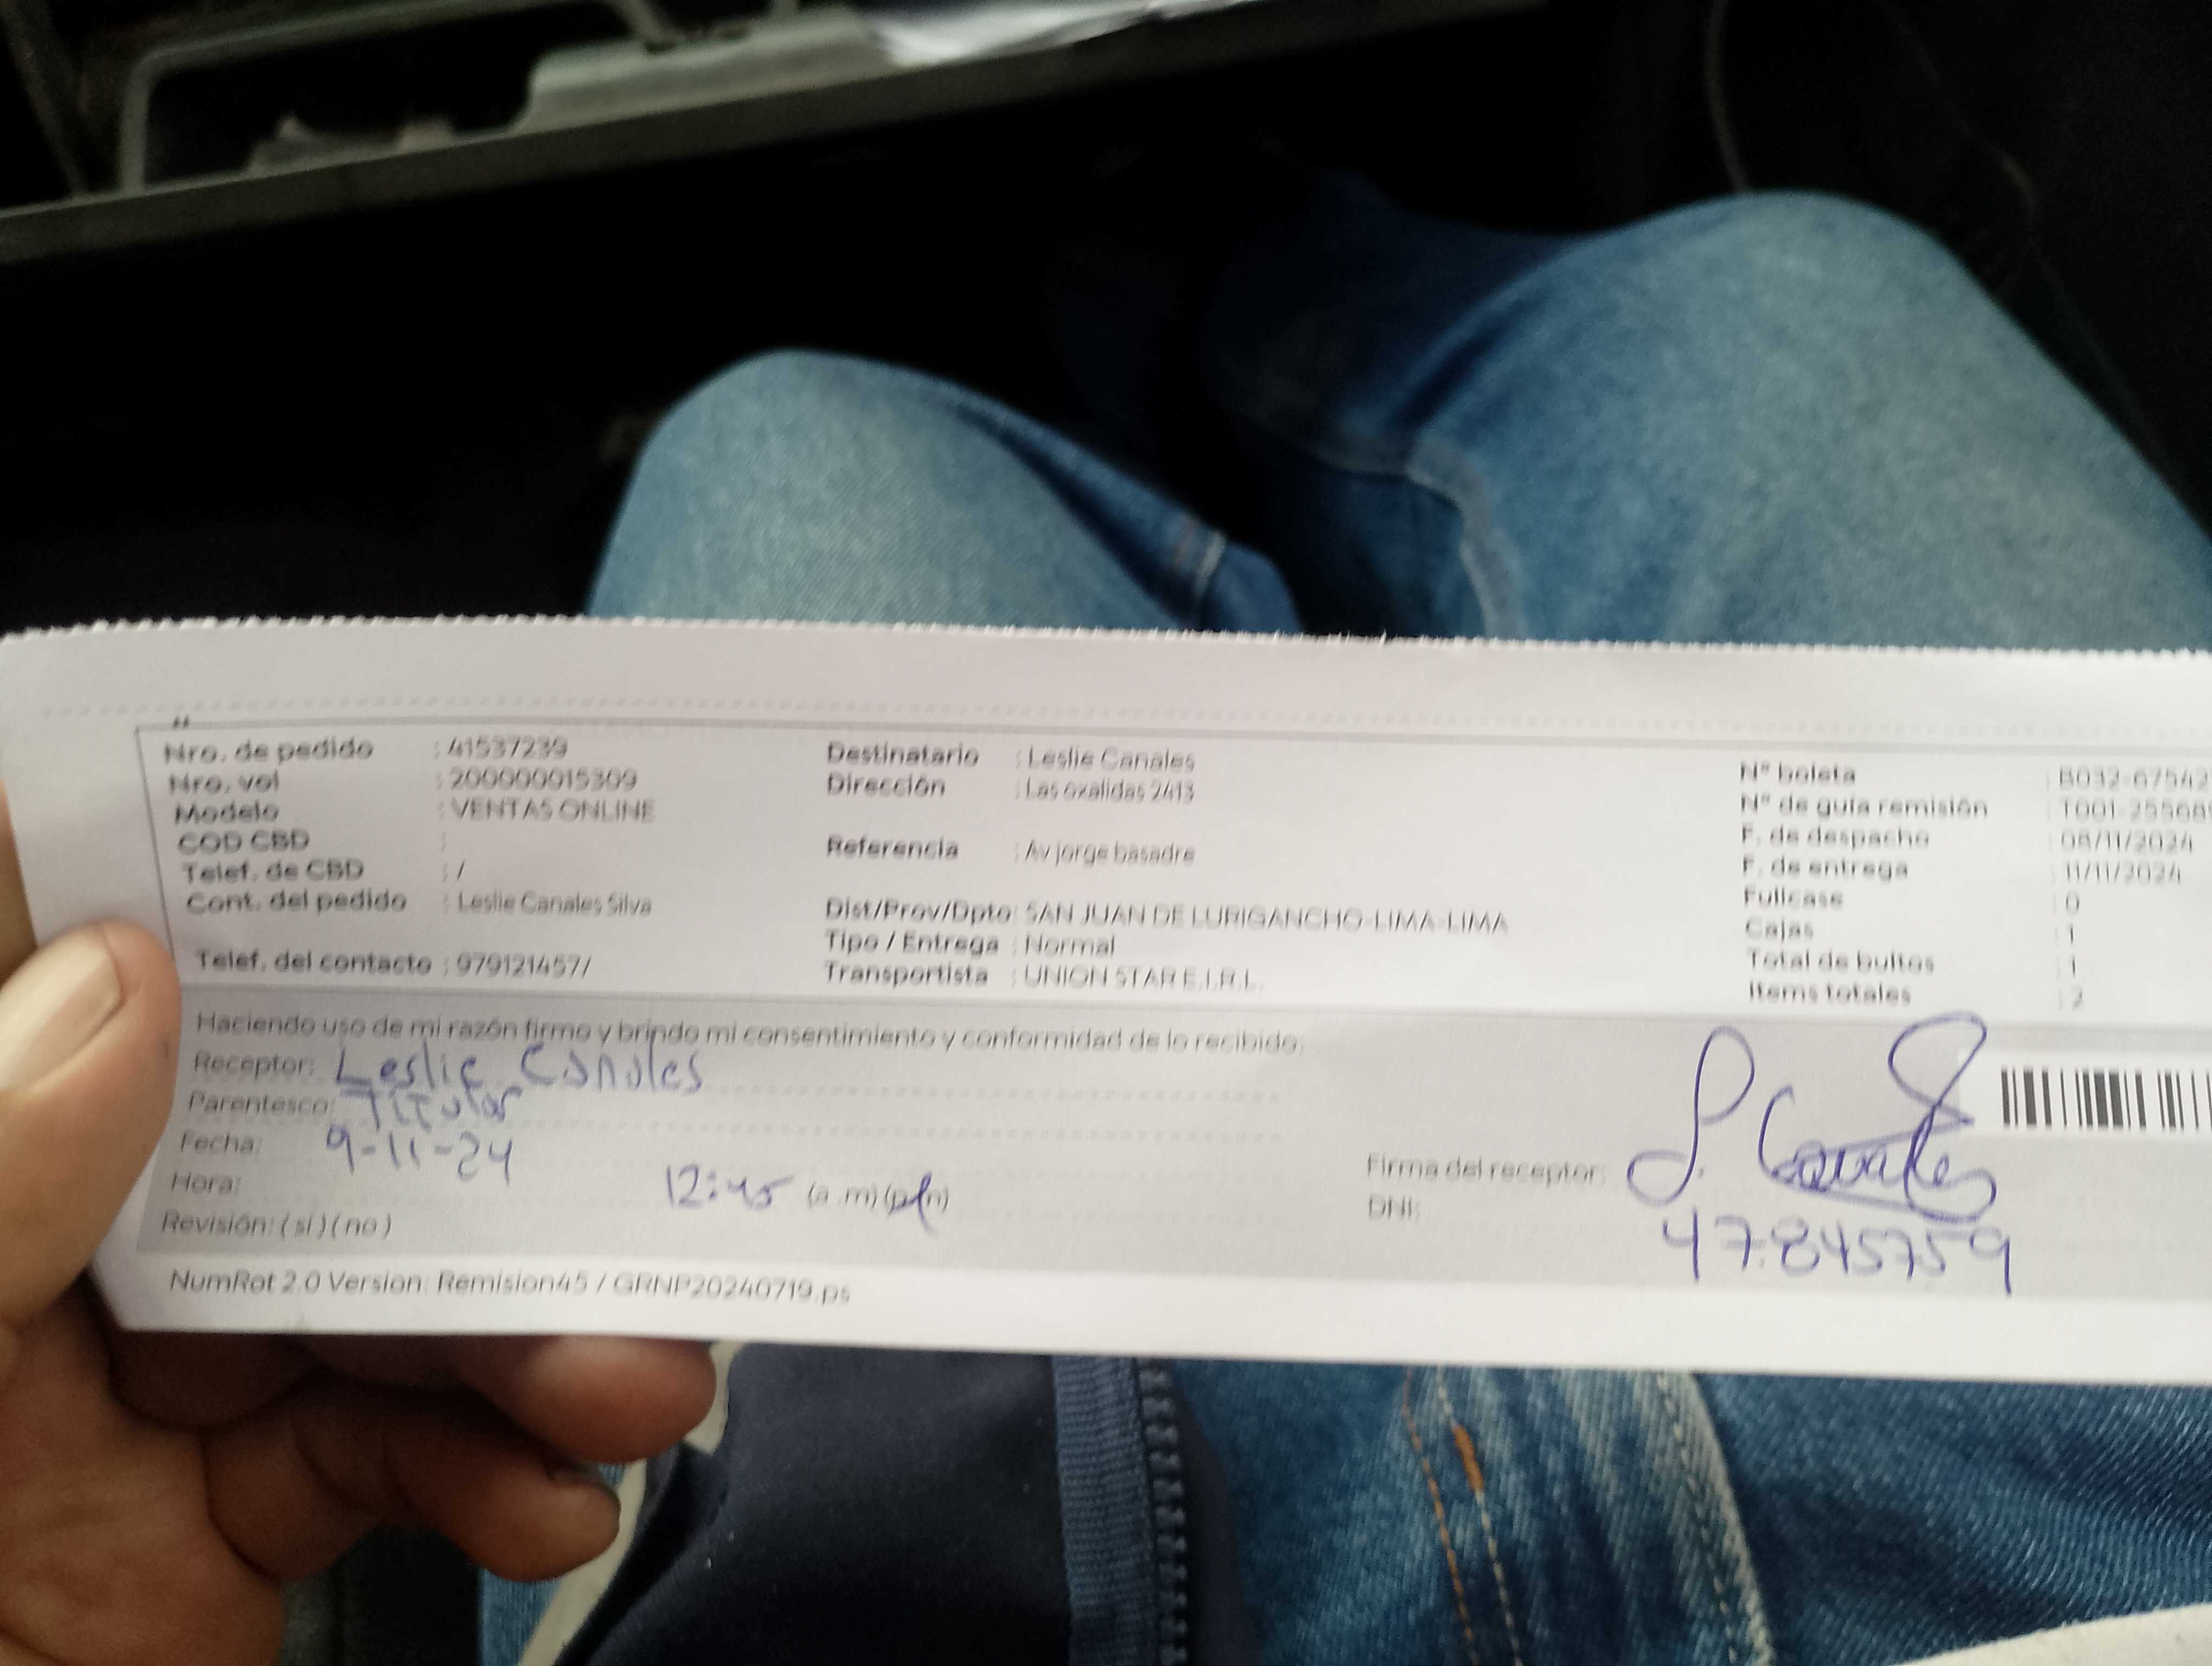 Nro. de pedido : 41537239
Nro. vol : 200000015309
Modelo : VENTAS ONLINE
COD CBD :
Telef. de CBD : /
Cont. del pedido : Leslie Canales Silva
Telef. del contacto : 979121457/
Destinatario : Leslie Canales
Dirección : Las oxalidas 2413
Referencia : Av jorge basadre
Dist/Prov/Dpto: SAN JUAN DE LURIGANCHO-LIMA-LIMA
Tipo / Entrega : Normal
Transportista : UNION STAR E.I.R.L.
N° boleta : B032-67542
N° de guía remisión : T001-25568
F. de despacho : 08/11/2024
F. de entrega : 11/11/2024
Fullcase : 0
Cajas : 1
Total de bultos : 1
Items totales : 2
Haciendo uso de mi razón firmo y brindo mi consentimiento y conformidad de lo recibido:
Receptor: Leslie Canales
Parentesco: Titular
Fecha: 9-11-24
Hora: 12:45 (a.m) (p.m)
Revisión: ( sí ) ( no )
Firma del receptor: L. Canales
DNI: 47845759
NumRot 2.0 Version: Remision45 / GRNP20240719.ps